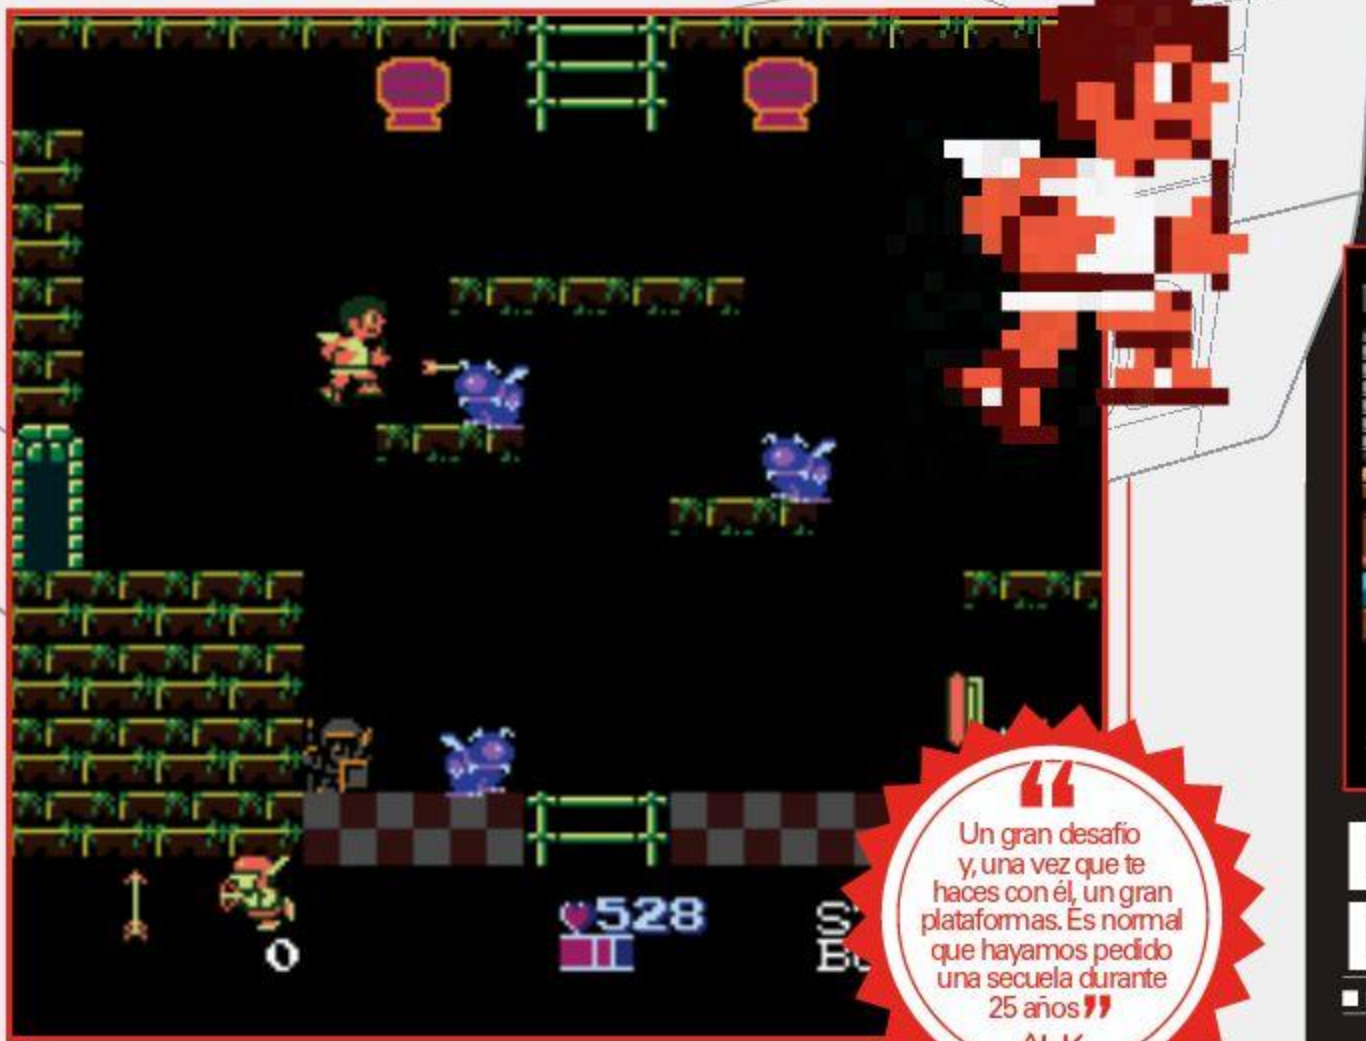 0
528
“
Un gran desafío
y, una vez que te
haces con él, un gran
plataformas. Es normal
que hayamos pedido
una secuela durante
25 años”